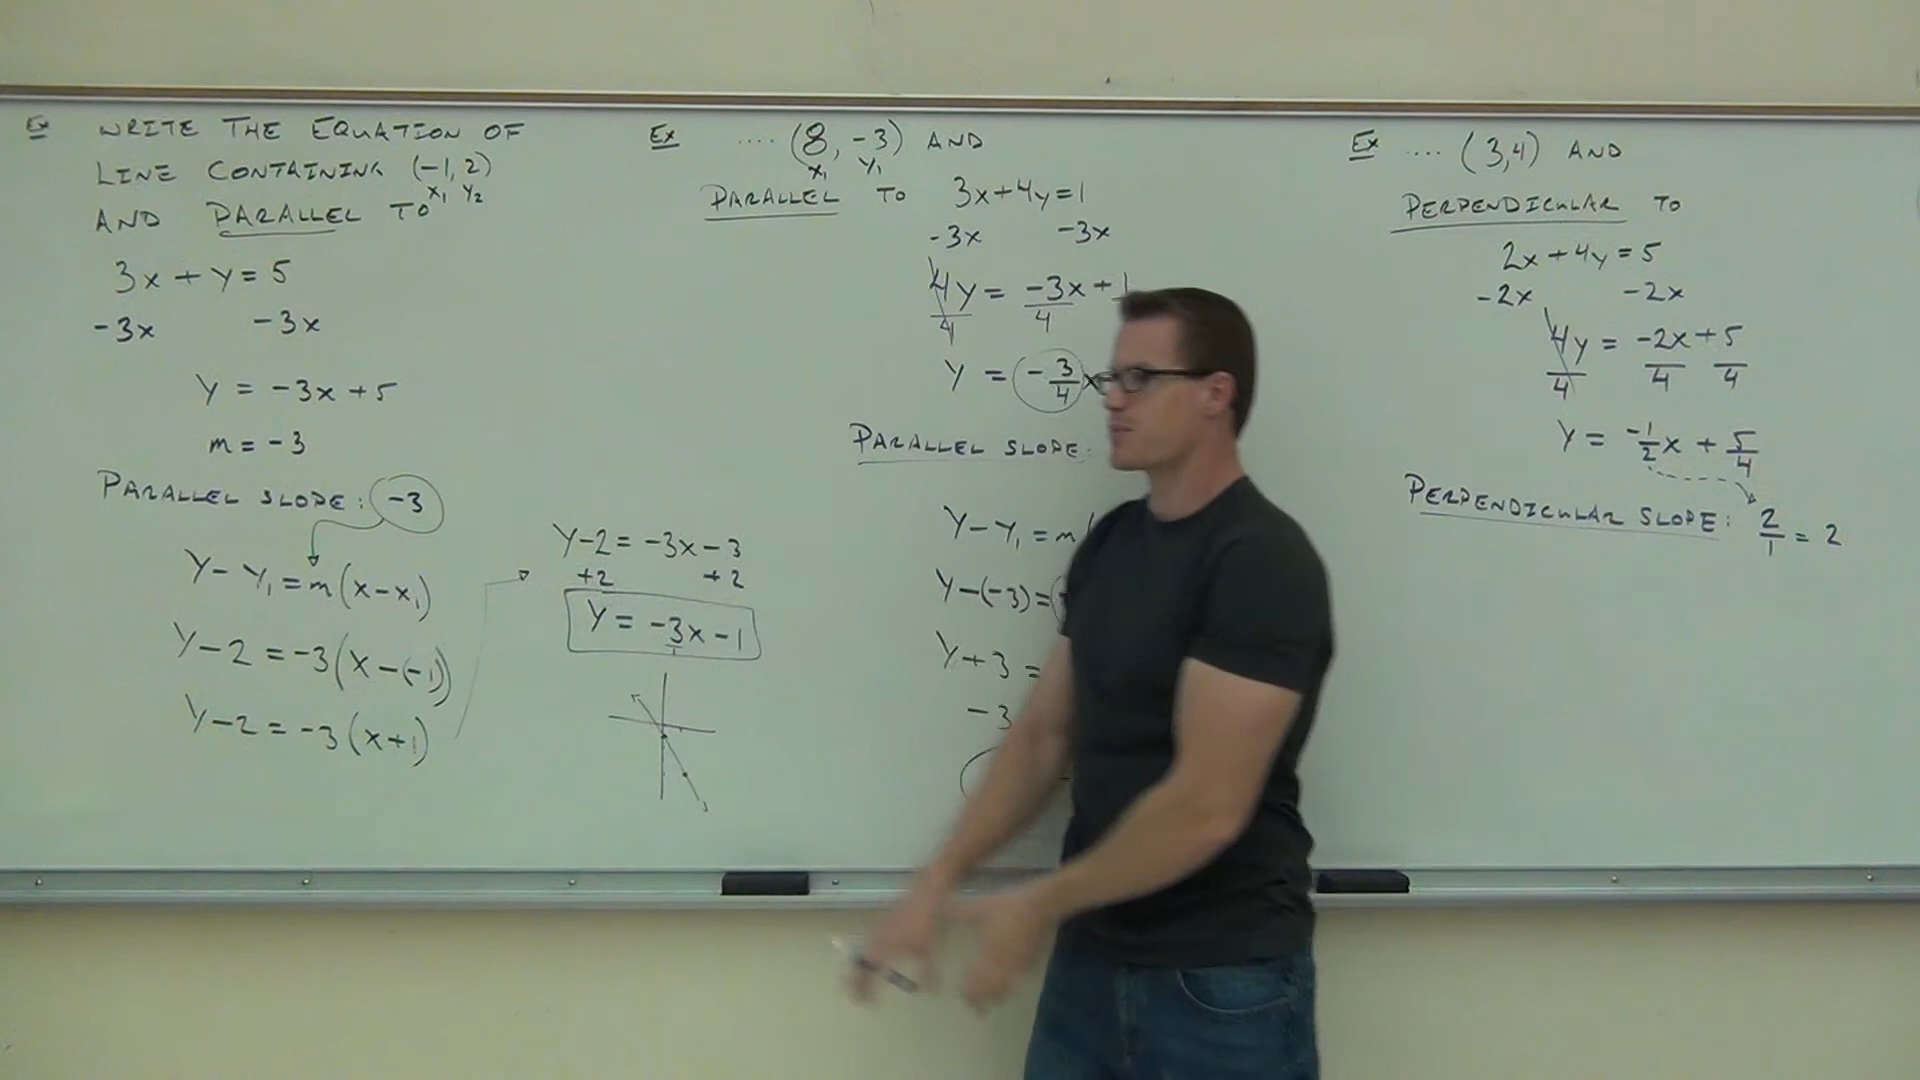 Ex WRITE THE EQUATION OF
LINE CONTAINING (-1, 2)
x₁ y₂
AND PARALLEL TO
3x + y = 5
-3x -3x
y = -3x + 5
m = -3
PARALLEL SLOPE: -3
y - y₁ = m(x - x₁)
y - 2 = -3(x - (-1))
y - 2 = -3(x + 1)
y - 2 = -3x - 3
+2 +2
y = -3x - 1
1
Ex .... (8, -3) AND
x₁ y₁
PARALLEL TO 3x + 4y = 1
-3x -3x
4y = -3x + 1
4 4
y = -3/4 x
PARALLEL SLOPE:
y - y₁ = m
y - (-3) =
y + 3 =
-3
Ex .... (3, 4) AND
PERPENDICULAR TO
2x + 4y = 5
-2x -2x
4y = -2x + 5
4 4 4
y = -1/2 x + 5/4
PERPENDICULAR SLOPE: 2/1 = 2